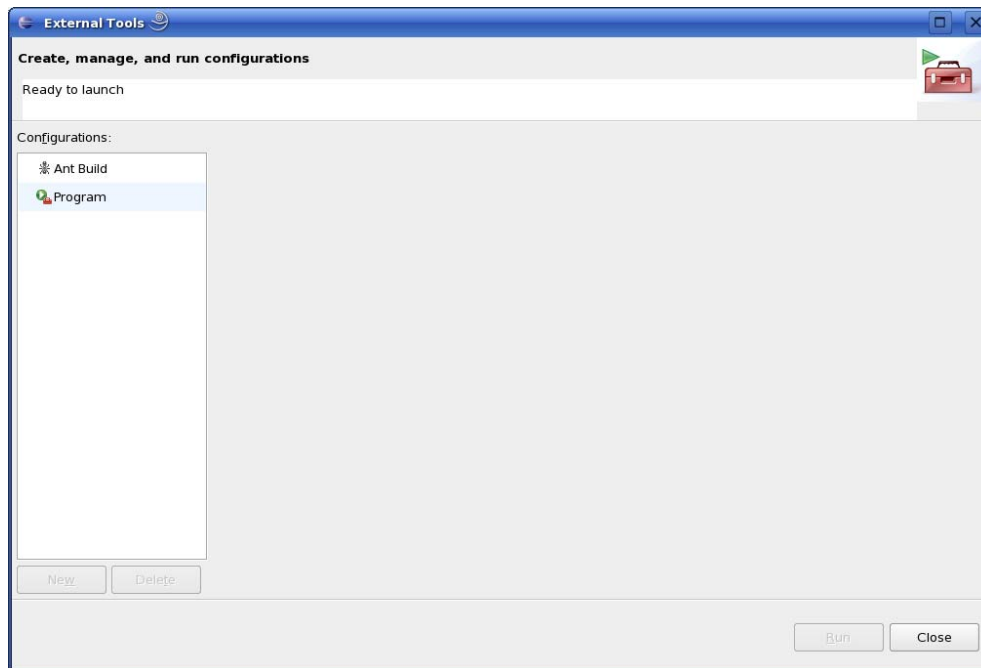 External Tools
Create, manage, and run configurations
Ready to launch
Configurations:
Ant Build
Program
New
Delete
Run
Close